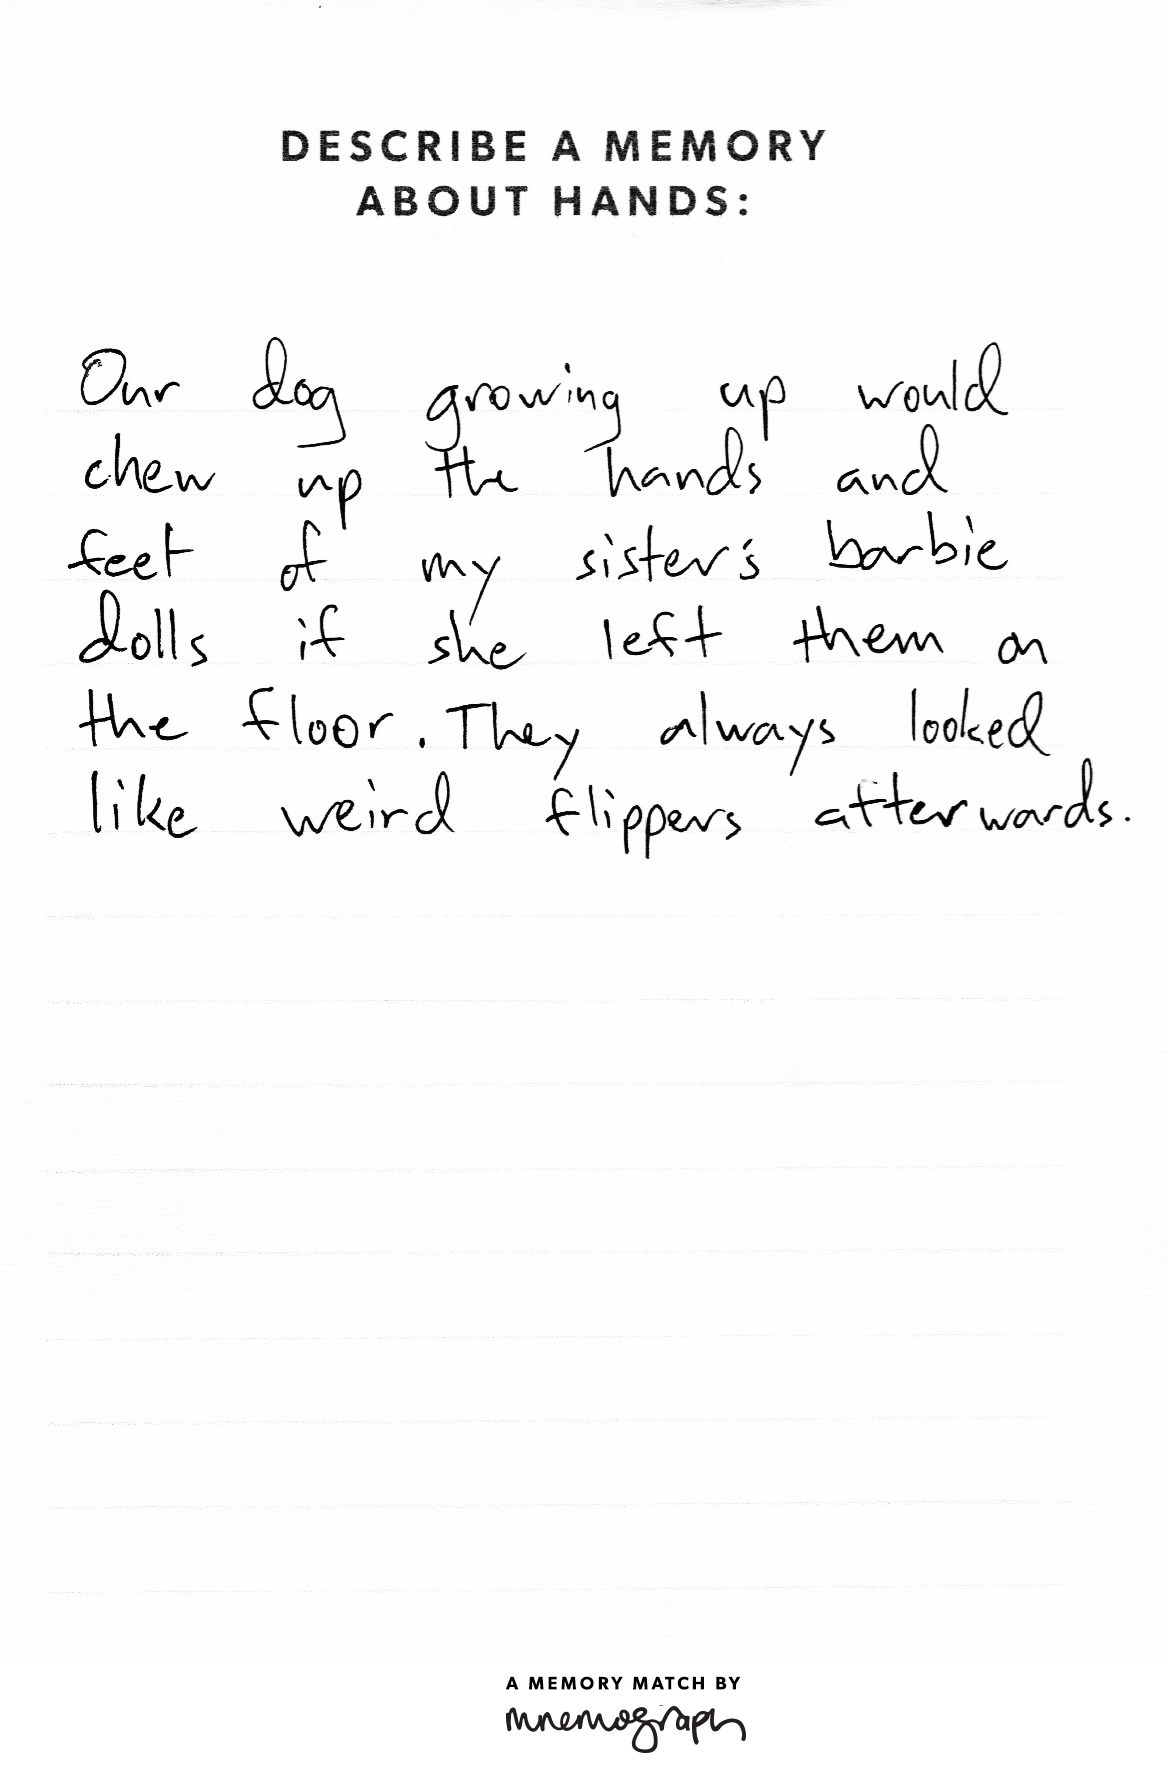 DESCRIBE A MEMORY
ABOUT HANDS:
Our dog growing up would
chew up the hands and
feet of my sister's barbie
dolls if she left them on
the floor. They always looked
like weird flippers afterwards.
A MEMORY MATCH BY
mnemograph